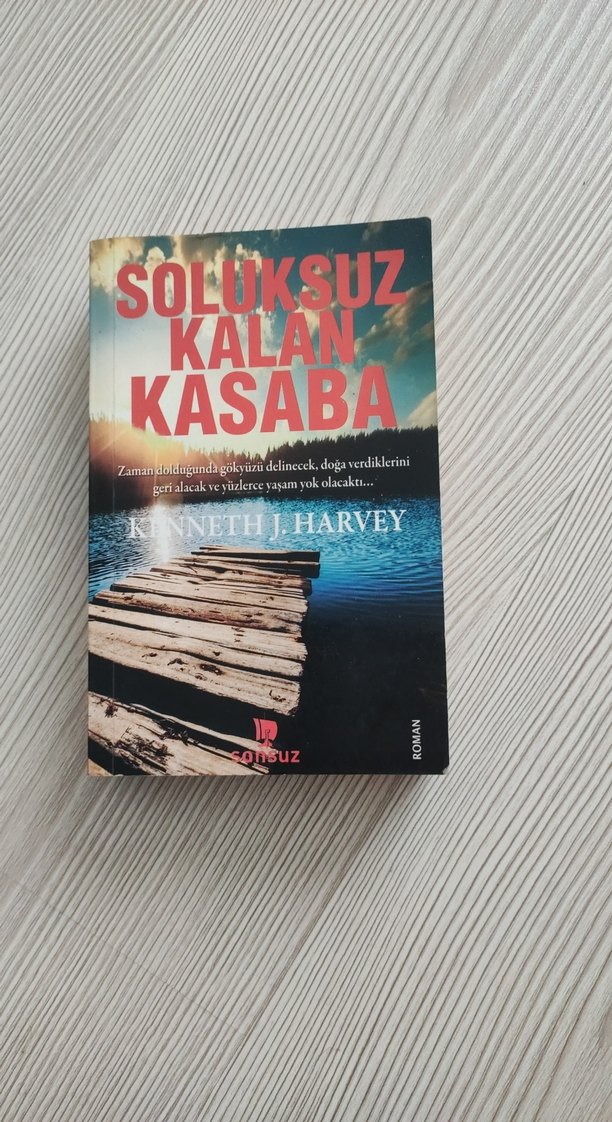 SOLUKSUZ
KALAN
KASABA
Zaman dolduğunda gökyüzü delinecek, doğa verdiklerini
geri alacak ve yüzlerce yaşam yok olacaktı...
KENNETH J. HARVEY
sonsuz
ROMAN